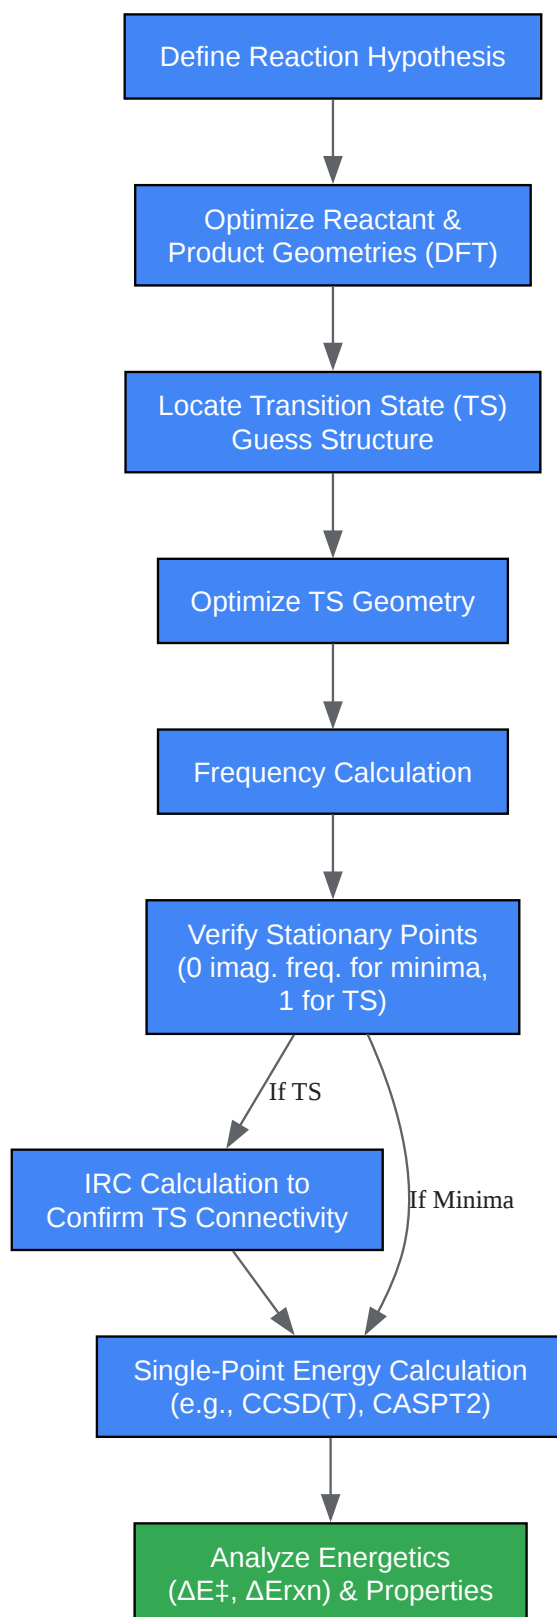 Define Reaction Hypothesis
Optimize Reactant &
Product Geometries (DFT)
Locate Transition State (TS)
Guess Structure
Optimize TS Geometry
Frequency Calculation
Verify Stationary Points
(0 imag. freq. for minima,
1 for TS)
If TS
IRC Calculation to
Confirm TS Connectivity
If Minima
Single-Point Energy Calculation
(e.g., CCSD(T), CASPT2)
Analyze Energetics
(ΔE‡, ΔErxn) & Properties